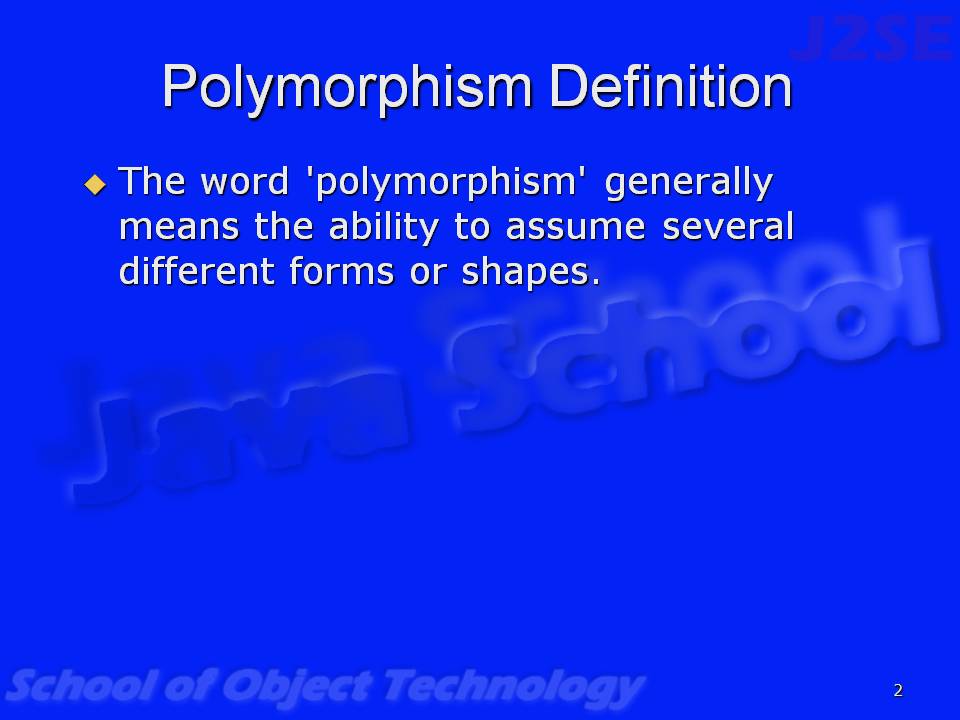 J2SE
Polymorphism Definition
The word 'polymorphism' generally
means the ability to assume several
different forms or shapes.
Java School
School of Object Technology
2